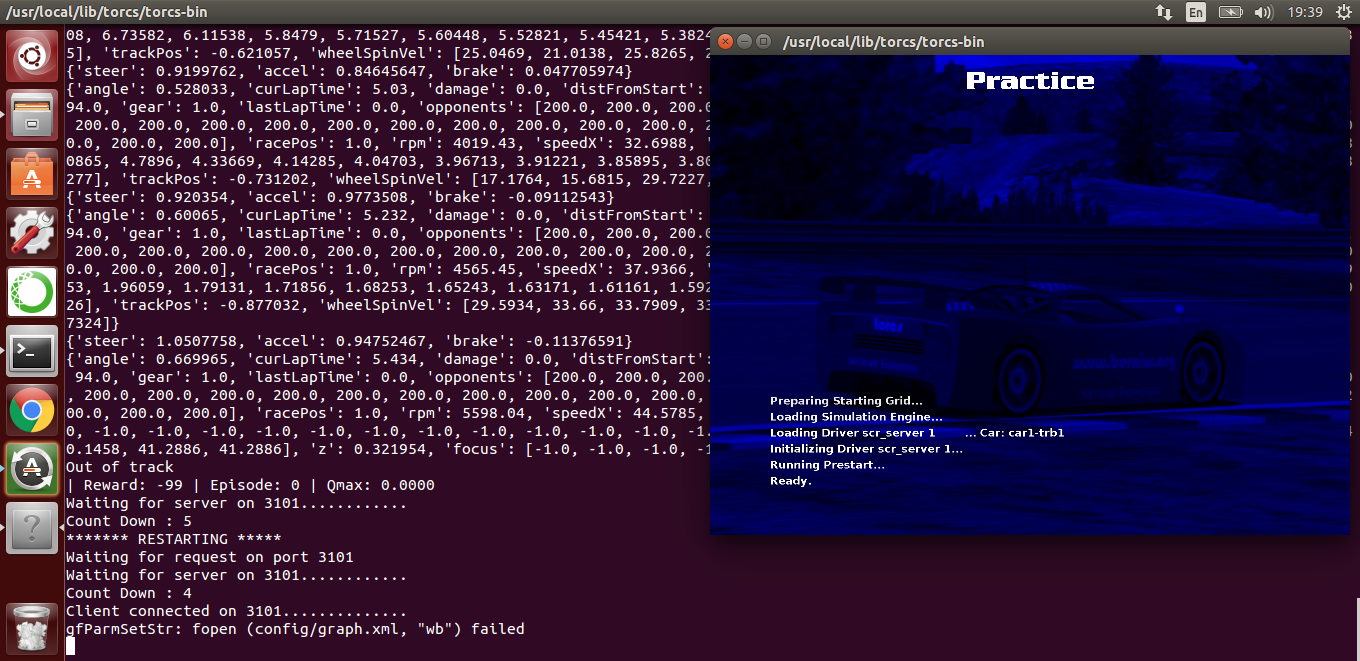 /usr/local/lib/torcs/torcs-bin
En
19:39
08, 6.73582, 6.11538, 5.8479, 5.71527, 5.60448, 5.52821, 5.45421, 5.3824
5], 'trackPos': -0.621057, 'wheelSpinVel': [25.0469, 21.0138, 25.8265, 2
{'steer': 0.9199762, 'accel': 0.84645647, 'brake': 0.047705974}
{'angle': 0.528033, 'curLapTime': 5.03, 'damage': 0.0, 'distFromStart':
94.0, 'gear': 1.0, 'lastLapTime': 0.0, 'opponents': [200.0, 200.0, 200.0
200.0, 200.0, 200.0, 200.0, 200.0, 200.0, 200.0, 200.0, 200.0, 200.0, 2
0.0, 200.0, 200.0], 'racePos': 1.0, 'rpm': 4019.43, 'speedX': 32.6988, '
0865, 4.7896, 4.33669, 4.14285, 4.04703, 3.96713, 3.91221, 3.85895, 3.80
277], 'trackPos': -0.731202, 'wheelSpinVel': [17.1764, 15.6815, 29.7227,
{'steer': 0.920354, 'accel': 0.9773508, 'brake': -0.09112543}
{'angle': 0.60065, 'curLapTime': 5.232, 'damage': 0.0, 'distFromStart':
94.0, 'gear': 1.0, 'lastLapTime': 0.0, 'opponents': [200.0, 200.0, 200.0
200.0, 200.0, 200.0, 200.0, 200.0, 200.0, 200.0, 200.0, 200.0, 200.0, 2
0.0, 200.0, 200.0], 'racePos': 1.0, 'rpm': 4565.45, 'speedX': 37.9366, '
53, 1.96059, 1.79131, 1.71856, 1.68253, 1.65243, 1.63171, 1.61161, 1.592
26], 'trackPos': -0.877032, 'wheelSpinVel': [29.5934, 33.66, 33.7909, 33
7324]}
{'steer': 1.0507758, 'accel': 0.94752467, 'brake': -0.11376591}
{'angle': 0.669965, 'curLapTime': 5.434, 'damage': 0.0, 'distFromStart':
94.0, 'gear': 1.0, 'lastLapTime': 0.0, 'opponents': [200.0, 200.0, 200.
, 200.0, 200.0, 200.0, 200.0, 200.0, 200.0, 200.0, 200.0, 200.0, 200.0,
00.0, 200.0, 200.0], 'racePos': 1.0, 'rpm': 5598.04, 'speedX': 44.5785,
0, -1.0, -1.0, -1.0, -1.0, -1.0, -1.0, -1.0, -1.0, -1.0, -1.0, -1.0, -1.
0.1458, 41.2886, 41.2886], 'z': 0.321954, 'focus': [-1.0, -1.0, -1.0, -1
Out of track
| Reward: -99 | Episode: 0 | Qmax: 0.0000
Waiting for server on 3101............
Count Down : 5
******* RESTARTING *****
Waiting for request on port 3101
Waiting for server on 3101............
Count Down : 4
Client connected on 3101..............
gfParmSetStr: fopen (config/graph.xml, "wb") failed
/usr/local/lib/torcs/torcs-bin
Practice
torcs
Preparing Starting Grid...
Loading Simulation Engine...
Loading Driver scr_server 1 ... Car: car1-trb1
Initializing Driver scr_server 1...
Running Prestart...
Ready.